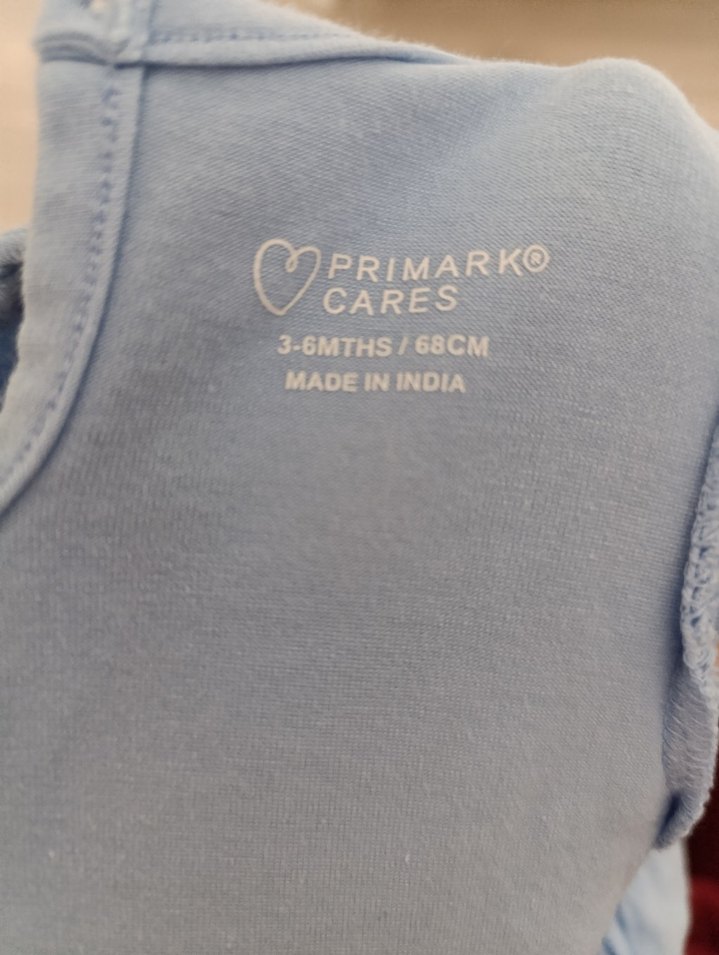 PRIMARK®
CARES
3-6MTHS / 68CM
MADE IN INDIA